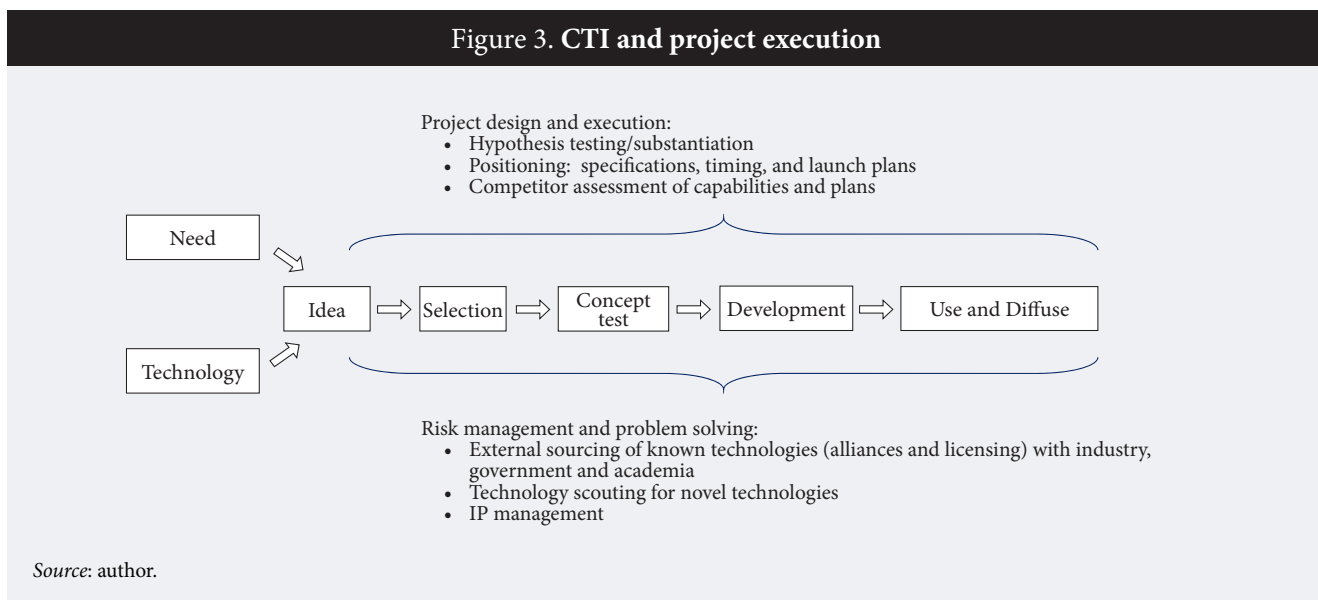 Figure 3. CTI and project execution
Project design and execution:
• Hypothesis testing/substantiation
• Positioning: specifications, timing, and launch plans
• Competitor assessment of capabilities and plans
Need
Technology
Idea
Selection
Concept
test
Development
Use and Diffuse
Risk management and problem solving:
• External sourcing of known technologies (alliances and licensing) with industry,
government and academia
• Technology scouting for novel technologies
• IP management
Source: author.